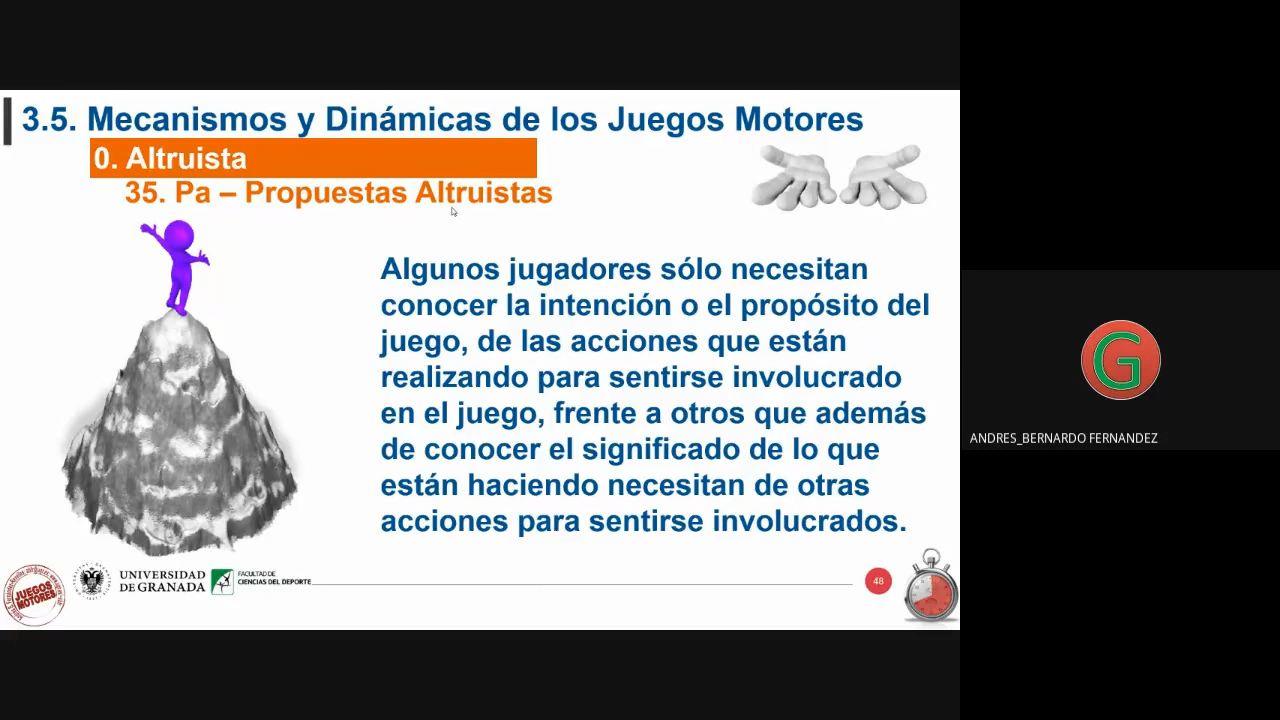 3.5. Mecanismos y Dinámicas de los Juegos Motores
0. Altruista
35. Pa – Propuestas Altruistas
Algunos jugadores sólo necesitan
conocer la intención o el propósito del
juego, de las acciones que están
realizando para sentirse involucrado
en el juego, frente a otros que además
de conocer el significado de lo que
están haciendo necesitan de otras
acciones para sentirse involucrados.
JUEGOS
MOTORES
UNIVERSIDAD
DE GRANADA
FACULTAD DE
CIENCIAS DEL DEPORTE
48
G
ANDRES_BERNARDO FERNANDEZ